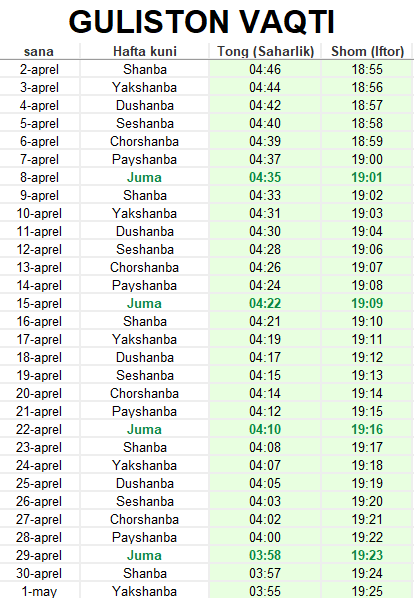 GULISTON VAQTI
sana Hafta kuni Tong (Saharlik) Shom (Iftor)
2-aprel Shanba 04:46 18:55
3-aprel Yakshanba 04:44 18:56
4-aprel Dushanba 04:42 18:57
5-aprel Seshanba 04:40 18:58
6-aprel Chorshanba 04:39 18:59
7-aprel Payshanba 04:37 19:00
8-aprel Juma 04:35 19:01
9-aprel Shanba 04:33 19:02
10-aprel Yakshanba 04:31 19:03
11-aprel Dushanba 04:30 19:04
12-aprel Seshanba 04:28 19:06
13-aprel Chorshanba 04:26 19:07
14-aprel Payshanba 04:24 19:08
15-aprel Juma 04:22 19:09
16-aprel Shanba 04:21 19:10
17-aprel Yakshanba 04:19 19:11
18-aprel Dushanba 04:17 19:12
19-aprel Seshanba 04:15 19:13
20-aprel Chorshanba 04:14 19:14
21-aprel Payshanba 04:12 19:15
22-aprel Juma 04:10 19:16
23-aprel Shanba 04:08 19:17
24-aprel Yakshanba 04:07 19:18
25-aprel Dushanba 04:05 19:19
26-aprel Seshanba 04:03 19:20
27-aprel Chorshanba 04:02 19:21
28-aprel Payshanba 04:00 19:22
29-aprel Juma 03:58 19:23
30-aprel Shanba 03:57 19:24
1-may Yakshanba 03:55 19:25